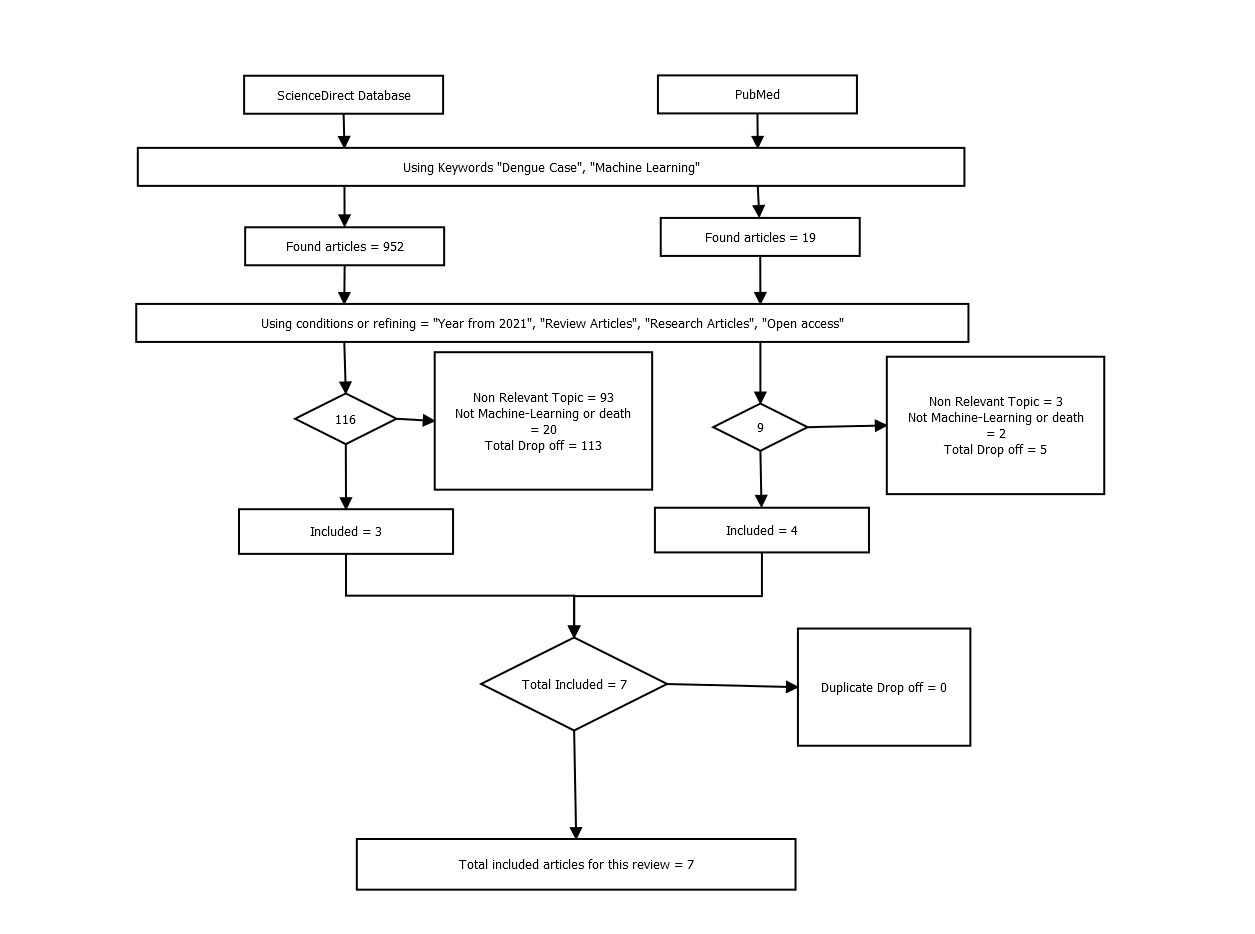 ScienceDirect Database
PubMed
Using Keywords "Dengue Case", "Machine Learning"
Found articles = 952
Found articles = 19
Using conditions or refining = "Year from 2021", "Review Articles", "Research Articles", "Open access"
116
Non Relevant Topic = 93
Not Machine-Learning or death
= 20
Total Drop off = 113
9
Non Relevant Topic = 3
Not Machine-Learning or death
= 2
Total Drop off = 5
Included = 3
Included = 4
Total Included = 7
Duplicate Drop off = 0
Total included articles for this review = 7